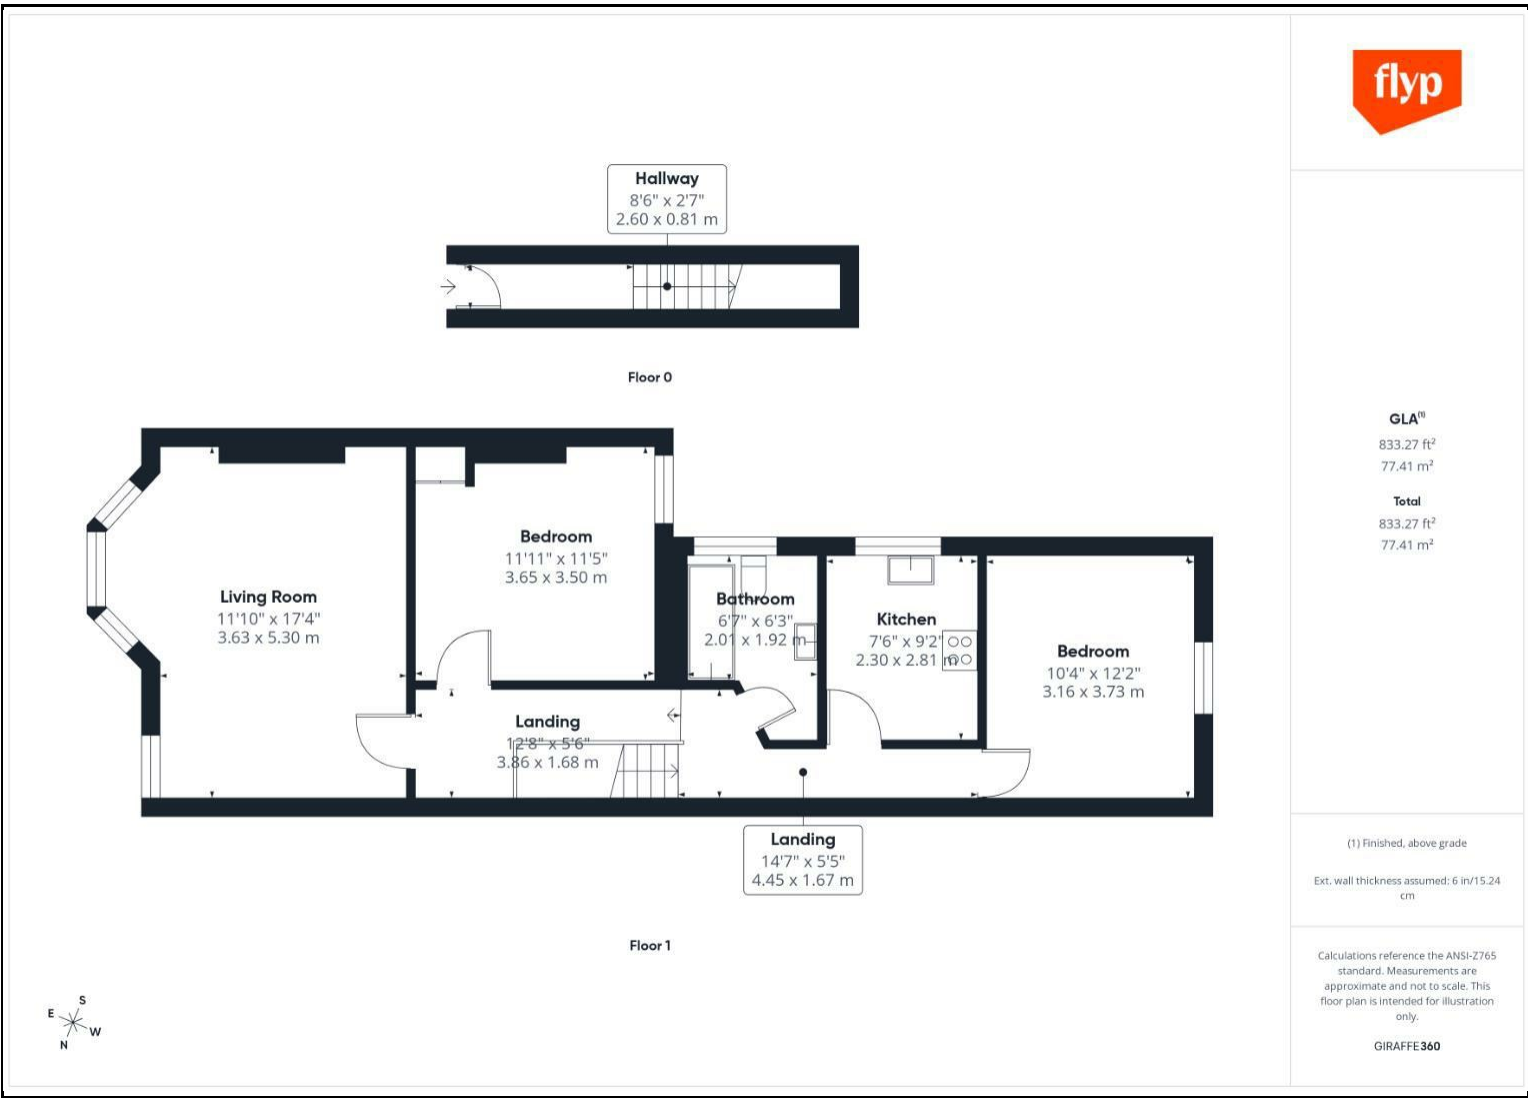 flyp
Hallway
8'6" x 2'7"
2.60 x 0.81 m
Floor 0
Living Room
11'10" x 17'4"
3.63 x 5.30 m
Bedroom
11'11" x 11'5"
3.65 x 3.50 m
Bathroom
6'7" x 6'3"
2.01 x 1.92 m
Kitchen
7'6" x 9'2"
2.30 x 2.81 m
Bedroom
10'4" x 12'2"
3.16 x 3.73 m
Landing
12'8" x 5'6"
3.86 x 1.68 m
Landing
14'7" x 5'5"
4.45 x 1.67 m
Floor 1
S
E
W
N
GLA(1)
833.27 ft²
77.41 m²
Total
833.27 ft²
77.41 m²
(1) Finished, above grade
Ext. wall thickness assumed: 6 in/15.24
cm
Calculations reference the ANSI-Z765
standard. Measurements are
approximate and not to scale. This
floor plan is intended for illustration
only.
GIRAFFE360